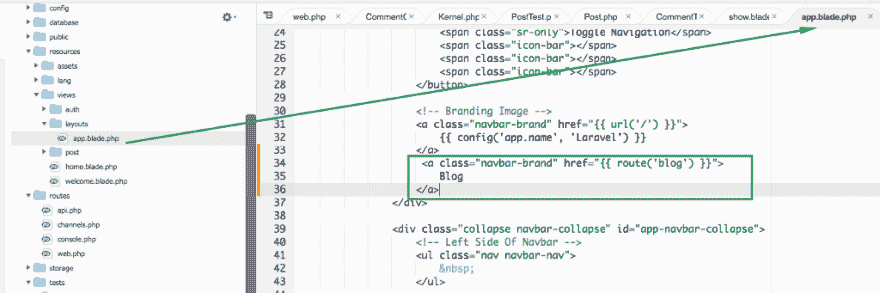 config
database
public
resources
assets
lang
views
auth
layouts
app.blade.php
post
home.blade.php
welcome.blade.php
routes
api.php
channels.php
console.php
web.php
storage
tests
web.php
CommentC
Kernel.php
PostTest.p
Post.php
CommentT
show.blade
app.blade.php
24 <span class="sr-only">Toggle Navigation</span>
25 <span class="icon-bar"></span>
26 <span class="icon-bar"></span>
27 <span class="icon-bar"></span>
28 </button>
30 <!-- Branding Image -->
31 <a class="navbar-brand" href="{{ url('/') }}">
32 {{ config('app.name', 'Laravel') }}
33 </a>
34 <a class="navbar-brand" href="{{ route('blog') }}">
35 Blog
36 </a>
37 </div>
38
39 <div class="collapse navbar-collapse" id="app-navbar-collapse">
40 <!-- Left Side Of Navbar -->
41 <ul class="nav navbar-nav">
42 &nbsp;
43 </ul>